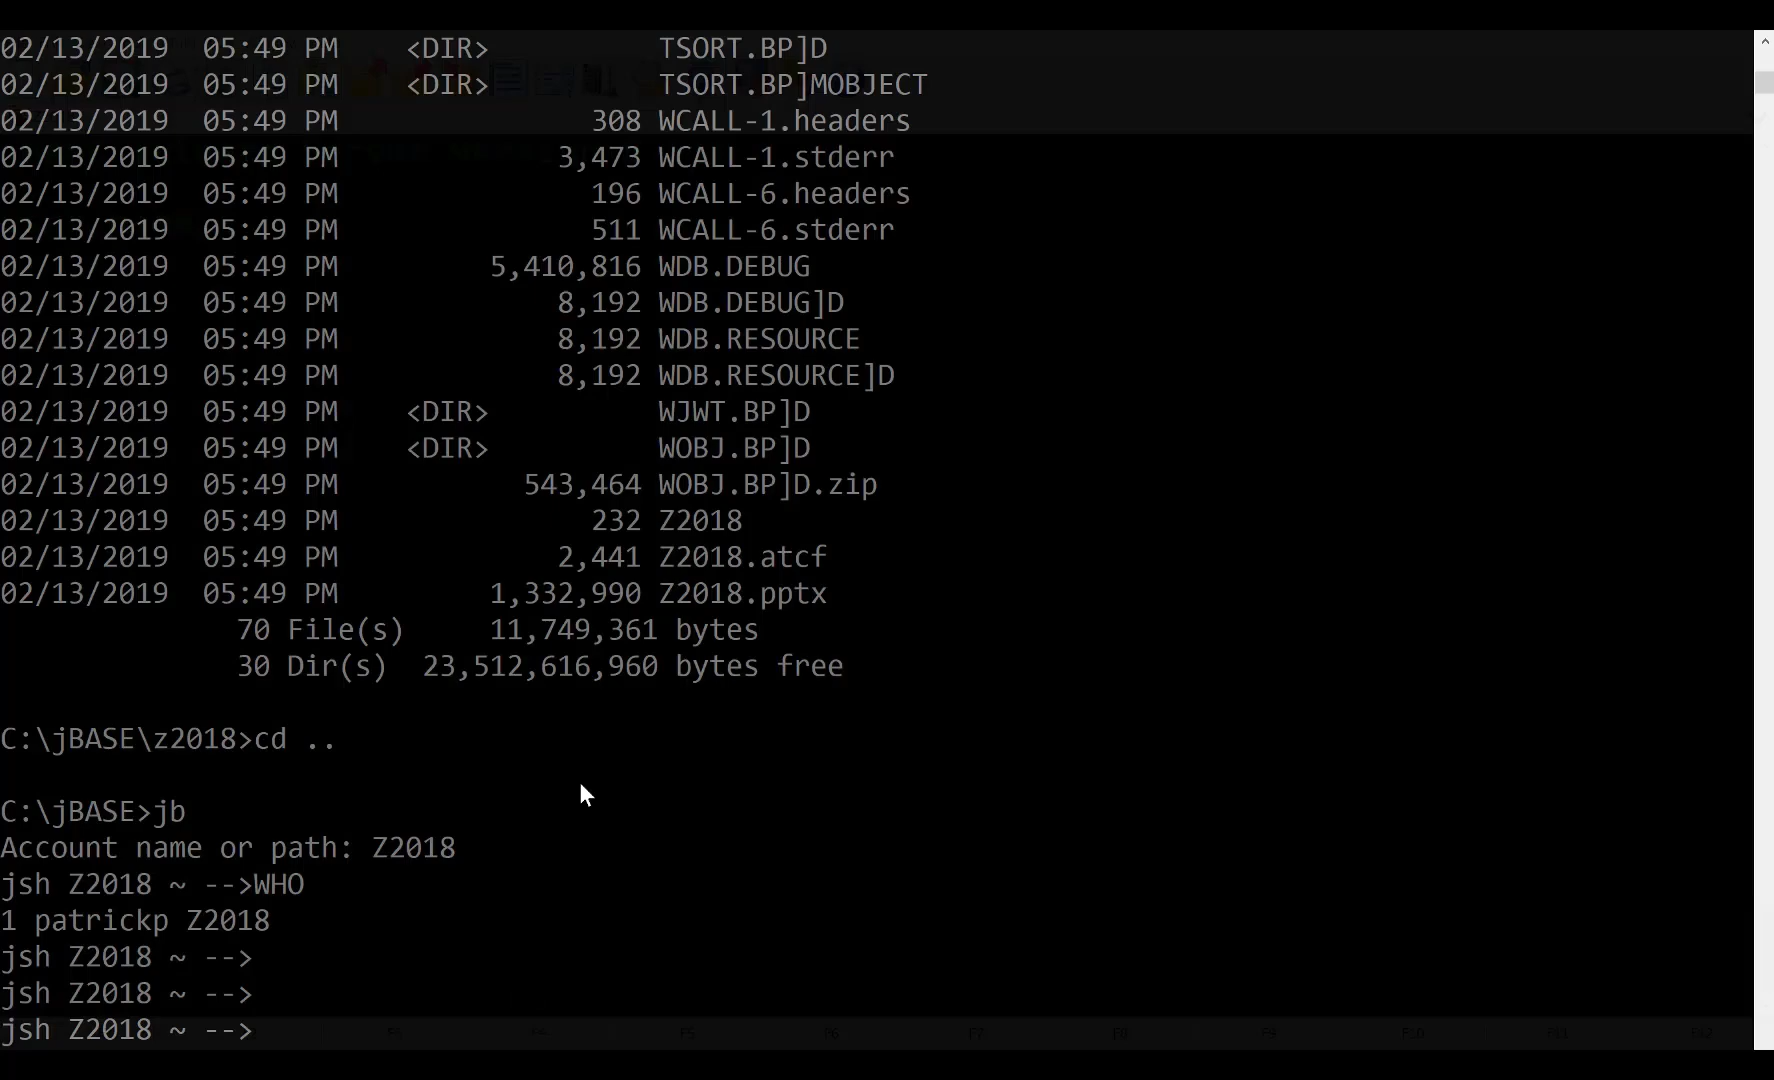 02/13/2019  05:49 PM    <DIR>          TSORT.BP]D
02/13/2019  05:49 PM    <DIR>          TSORT.BP]MOBJECT
02/13/2019  05:49 PM               308 WCALL-1.headers
02/13/2019  05:49 PM             3,473 WCALL-1.stderr
02/13/2019  05:49 PM               196 WCALL-6.headers
02/13/2019  05:49 PM               511 WCALL-6.stderr
02/13/2019  05:49 PM         5,410,816 WDB.DEBUG
02/13/2019  05:49 PM             8,192 WDB.DEBUG]D
02/13/2019  05:49 PM             8,192 WDB.RESOURCE
02/13/2019  05:49 PM             8,192 WDB.RESOURCE]D
02/13/2019  05:49 PM    <DIR>          WJWT.BP]D
02/13/2019  05:49 PM    <DIR>          WOBJ.BP]D
02/13/2019  05:49 PM           543,464 WOBJ.BP]D.zip
02/13/2019  05:49 PM               232 Z2018
02/13/2019  05:49 PM             2,441 Z2018.atcf
02/13/2019  05:49 PM         1,332,990 Z2018.pptx
              70 File(s)     11,749,361 bytes
              30 Dir(s)  23,512,616,960 bytes free
C:\jBASE\z2018>cd ..
C:\jBASE>jb
Account name or path: Z2018
jsh Z2018 ~ -->WHO
1 patrickp Z2018
jsh Z2018 ~ -->
jsh Z2018 ~ -->
jsh Z2018 ~ -->